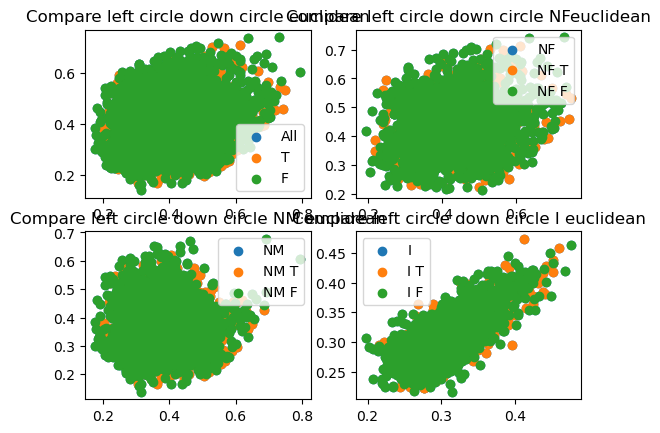 Compare left circle down circle euclidean
Compare left circle down circle NFeuclidean
0.6
0.4
0.2
0.2
0.4
0.6
0.8
All
T
F
0.7
0.6
0.5
0.4
0.3
0.2
0.2
0.4
0.6
NF
NF T
NF F
Compare left circle down circle NM euclidean
Compare left circle down circle I euclidean
0.7
0.6
0.5
0.4
0.3
0.2
0.2
0.4
0.6
0.8
NM
NM T
NM F
0.45
0.40
0.35
0.30
0.25
0.2
0.4
I
I T
I F